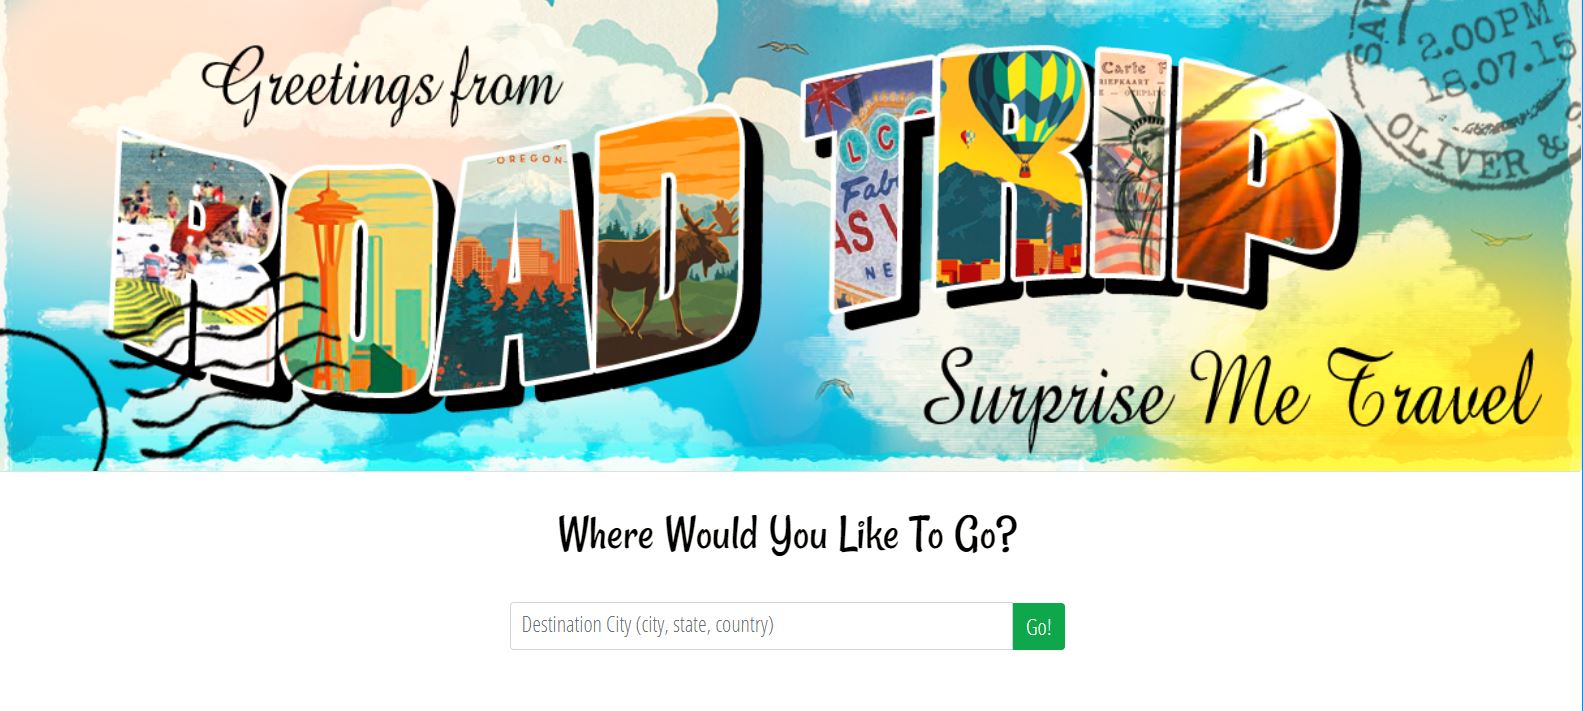 Greetings from
ROAD TRIP
OREGON
Carte
2.00PM
18.07.15
OLIVER &
Surprise Me Travel
Where Would You Like To Go?
Destination City (city, state, country)
Go!